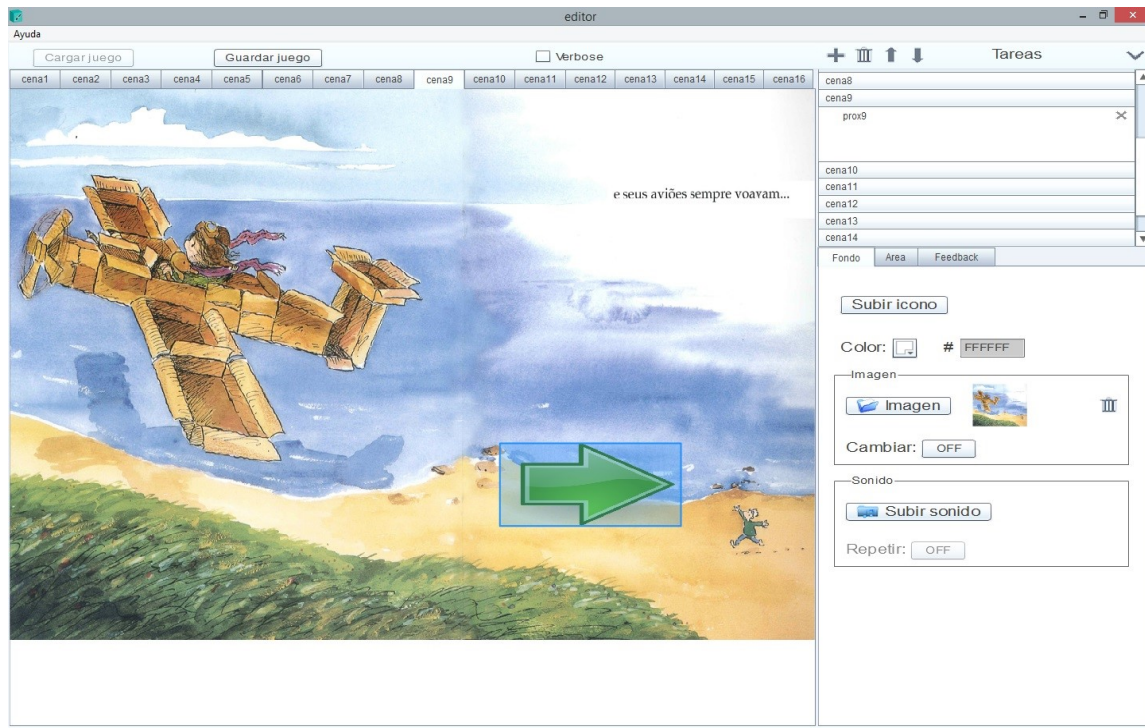 editor
Ayuda
Cargar juego Guardar juego Verbose Tareas
cena1 cena2 cena3 cena4 cena5 cena6 cena7 cena8 cena9 cena10 cena11 cena12 cena13 cena14 cena15 cena16
e seus aviões sempre voavam...
cena8
cena9
prox9
cena10
cena11
cena12
cena13
cena14
Fondo Area Feedback
Subir icono
Color: # FFFFFF
Imagen
Imagen
Cambiar: OFF
Sonido
Subir sonido
Repetir: OFF